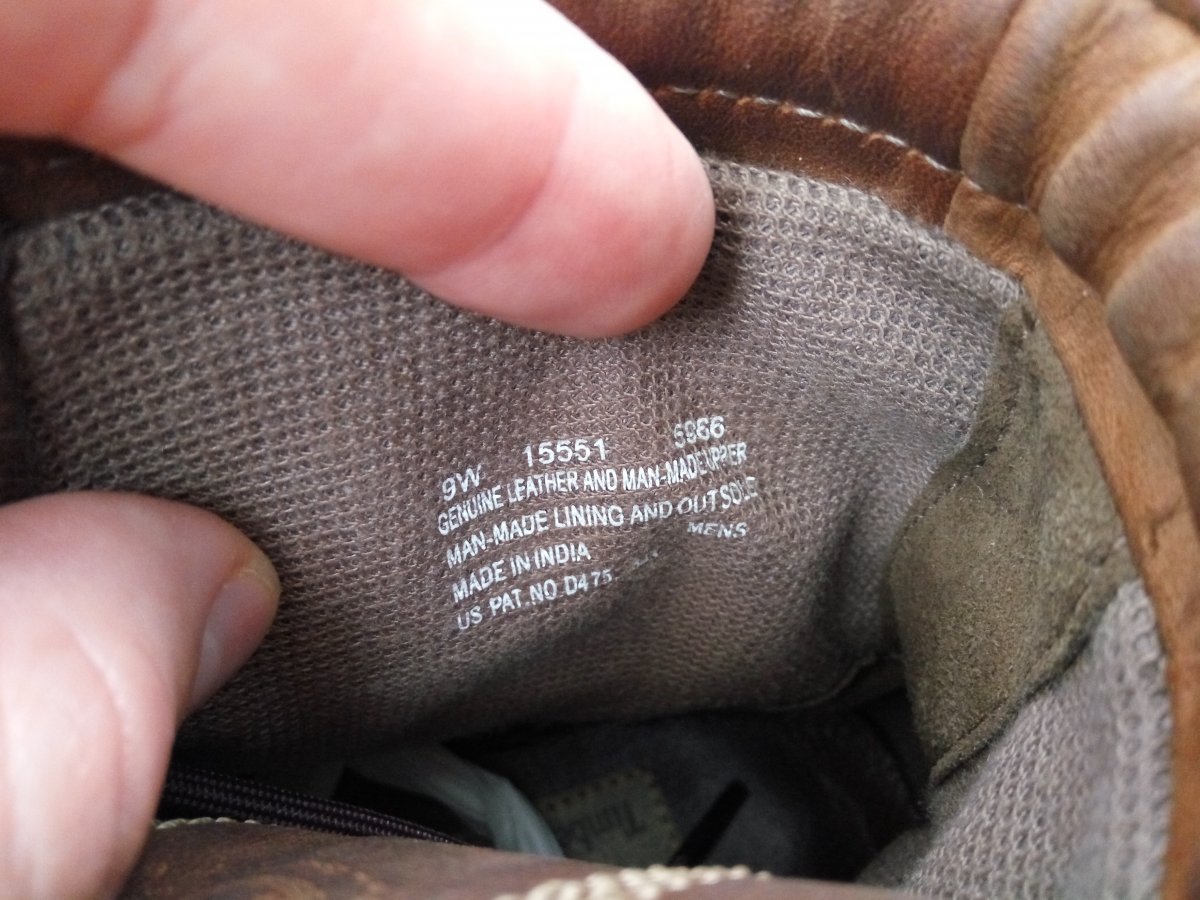 9W 15551 5966
GENUINE LEATHER AND MAN-MADE UPPER
MAN-MADE LINING AND OUTSOLE
MADE IN INDIA MENS
US PAT.NO D475